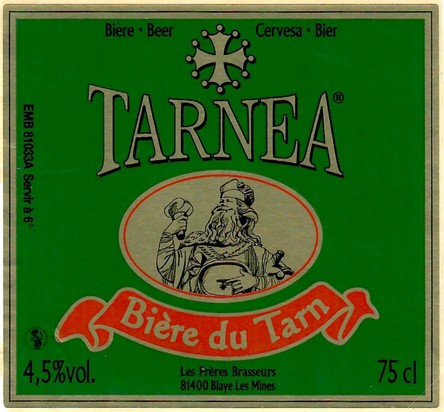 Bière • Beer Cervesa • Bier
TARNEA®
EMB 81033A Servir à 6°
Bière du Tarn
4,5%vol.
Les Frères Brasseurs
81400 Blaye Les Mines
75 cl